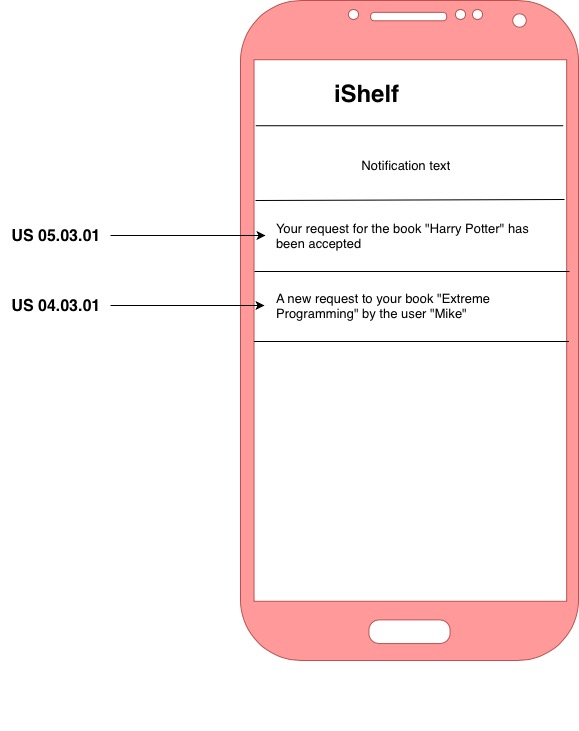 iShelf
Notification text
US 05.03.01
Your request for the book "Harry Potter" has
been accepted
US 04.03.01
A new request to your book "Extreme
Programming" by the user "Mike"